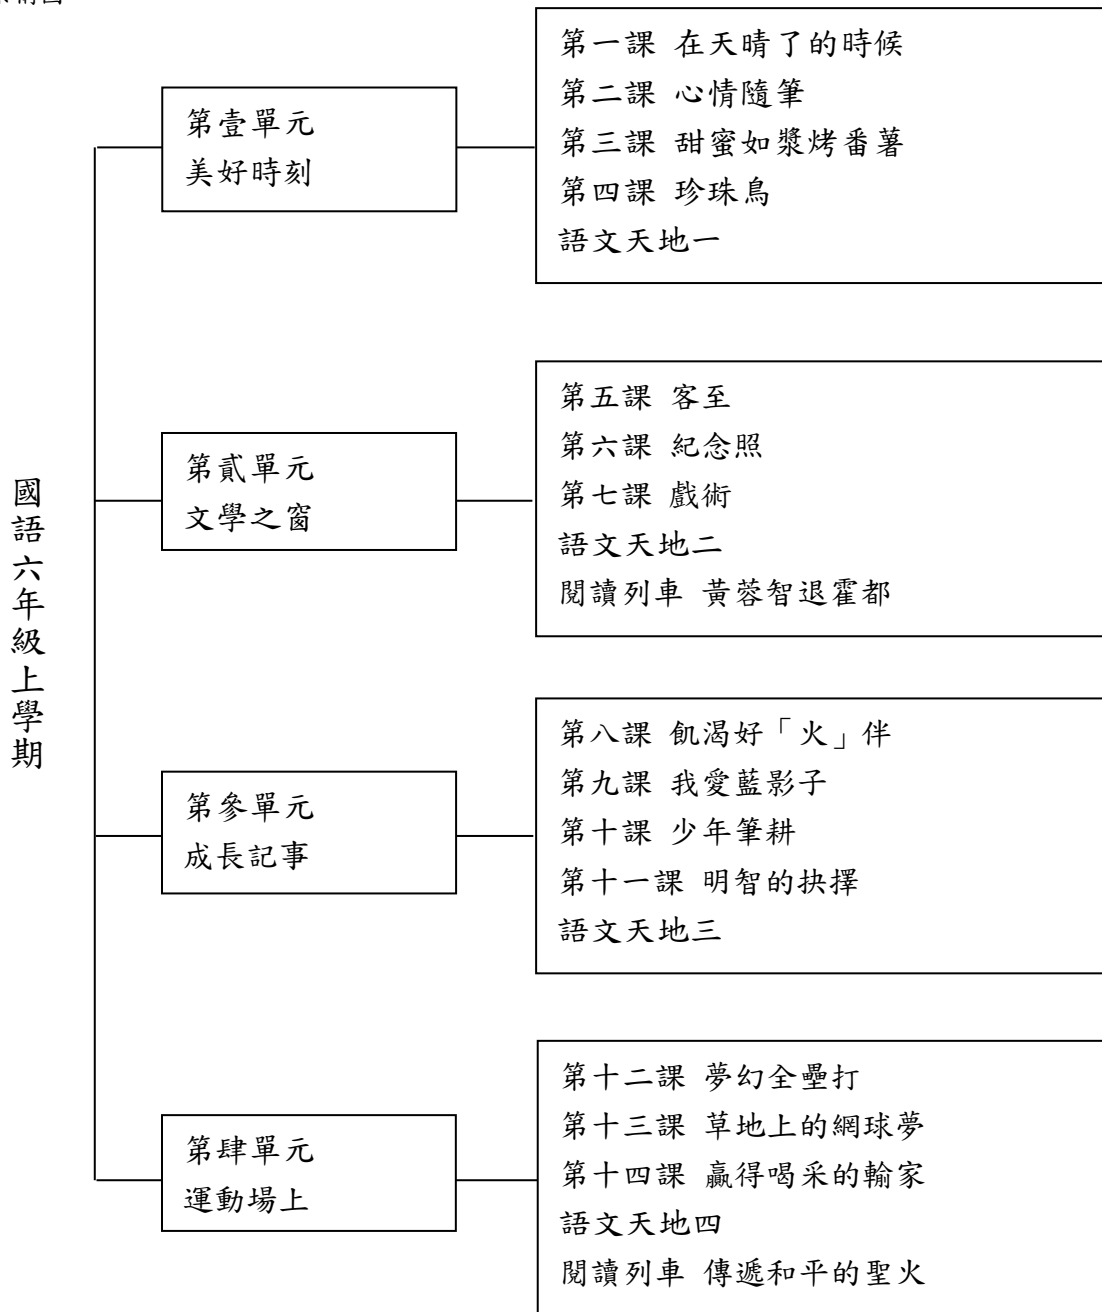 國語六年級上學期
第壹單元
美好時刻
第一課 在天晴了的時候
第二課 心情隨筆
第三課 甜蜜如漿烤番薯
第四課 珍珠鳥
語文天地一
第貳單元
文學之窗
第五課 客至
第六課 紀念照
第七課 戲術
語文天地二
閱讀列車 黃蓉智退霍都
第參單元
成長記事
第八課 飢渴好「火」伴
第九課 我愛藍影子
第十課 少年筆耕
第十一課 明智的抉擇
語文天地三
第肆單元
運動場上
第十二課 夢幻全壘打
第十三課 草地上的網球夢
第十四課 贏得喝采的輸家
語文天地四
閱讀列車 傳遞和平的聖火